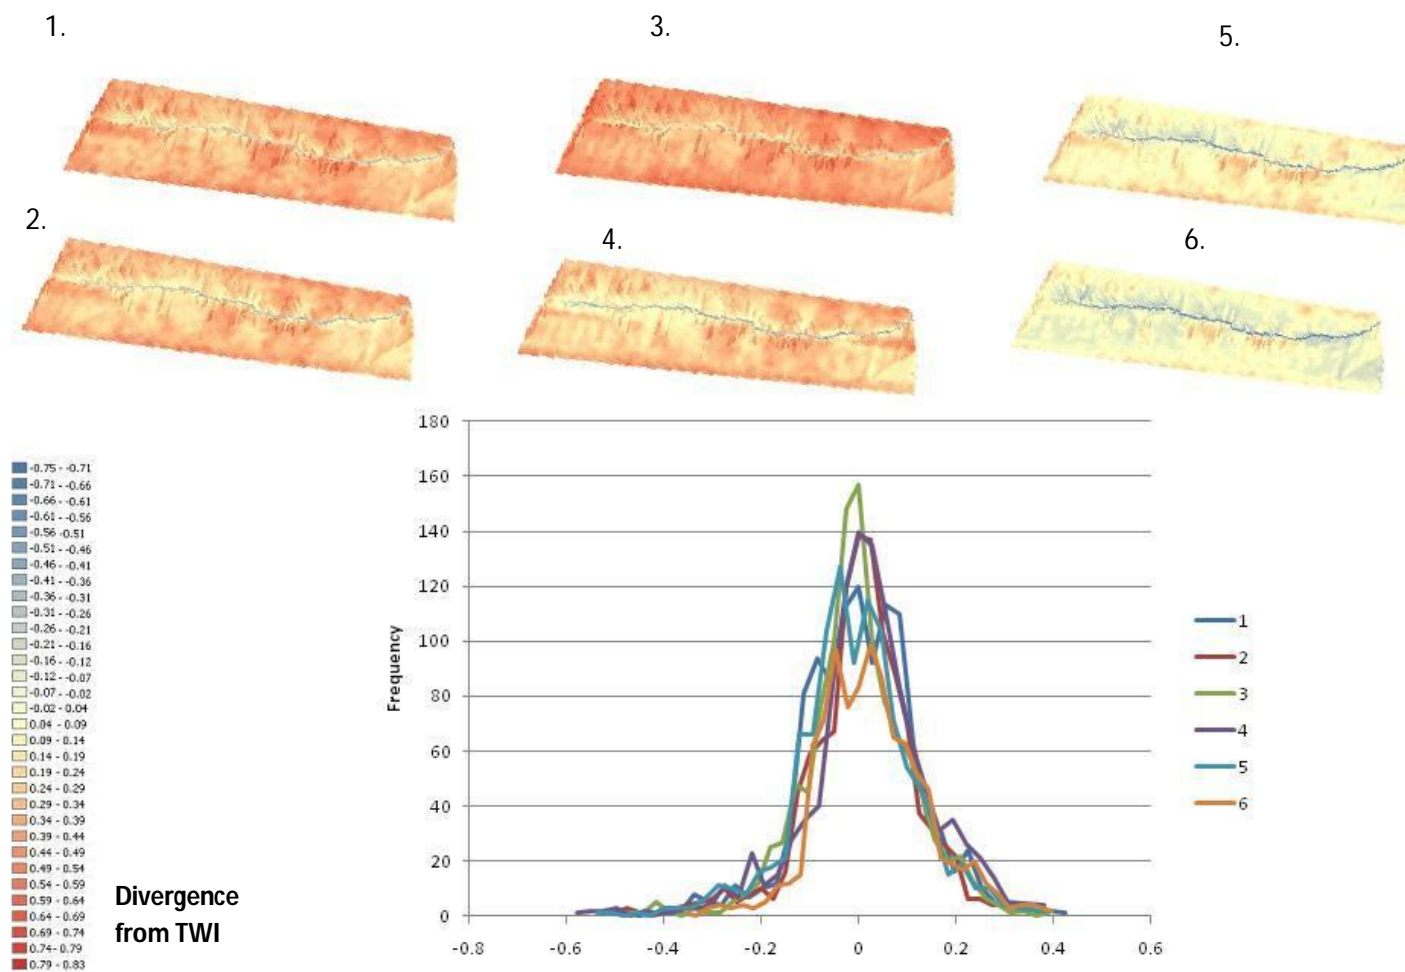 1.
3.
5.
2.
4.
6.
-0.75 - -0.71
-0.71 - -0.66
-0.66 - -0.61
-0.61 - -0.56
-0.56 -0.51
-0.51 - -0.46
-0.46 - -0.41
-0.41 - -0.36
-0.36 - -0.31
-0.31 - -0.26
-0.26 - -0.21
-0.21 - -0.16
-0.16 - -0.12
-0.12 - -0.07
-0.07 - -0.02
-0.02 - 0.04
0.04 - 0.09
0.09 - 0.14
0.14 - 0.19
0.19 - 0.24
0.24 - 0.29
0.29 - 0.34
0.34 - 0.39
0.39 - 0.44
0.44 - 0.49
0.49 - 0.54
0.54 - 0.59
0.59 - 0.64
0.64 - 0.69
0.69 - 0.74
0.74- 0.79
0.79 - 0.83
Divergence
from TWI
Frequency
180
160
140
120
100
80
60
40
20
0
-0.8 -0.6 -0.4 -0.2 0 0.2 0.4 0.6
1
2
3
4
5
6